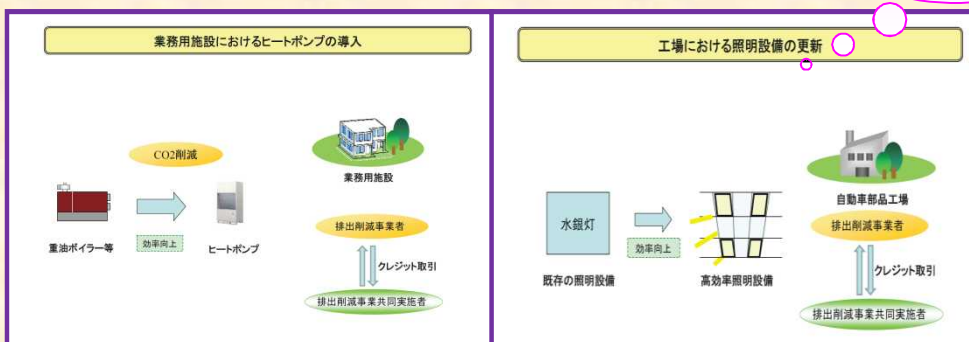 業務用施設におけるヒートポンプの導入
CO2削減
業務用施設
重油ボイラー等
効率向上
ヒートポンプ
排出削減事業者
クレジット取引
排出削減事業共同実施者
工場における照明設備の更新
自動車部品工場
水銀灯
効率向上
既存の照明設備
高効率照明設備
排出削減事業者
クレジット取引
排出削減事業共同実施者